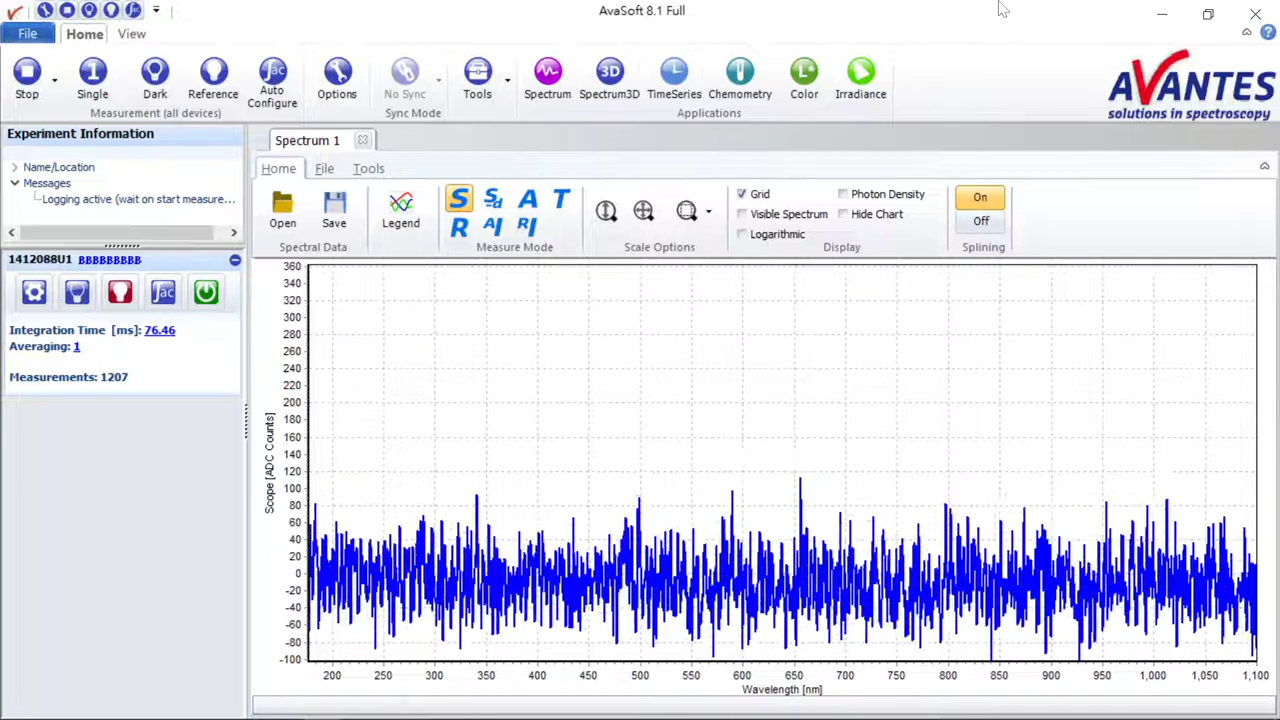 AvaSoft 8.1 Full
File Home View
Stop
Single
Dark
Reference
Auto
Configure
Options
No Sync
Tools
Spectrum
Spectrum3D
TimeSeries
Chemometry
Color
Irradiance
Measurement (all devices)
Sync Mode
Applications
AVANTES
solutions in spectroscopy
Experiment Information
Name/Location
Messages
Logging active (wait on start measure...
1412088U1 BBBBBBBBB
Integration Time [ms]: 76.46
Averaging: 1
Measurements: 1207
Spectrum 1
Home File Tools
Open
Save
Legend
S Sd A T
R AI RI
Grid
Visible Spectrum
Logarithmic
Photon Density
Hide Chart
On
Off
Spectral Data
Measure Mode
Scale Options
Display
Splining
360
340
320
300
280
260
240
220
200
180
160
140
120
100
80
60
40
20
0
-20
-40
-60
-80
-100
Scope [ADC Counts]
200 250 300 350 400 450 500 550 600 650 700 750 800 850 900 950 1,000 1,050 1,100
Wavelength [nm]